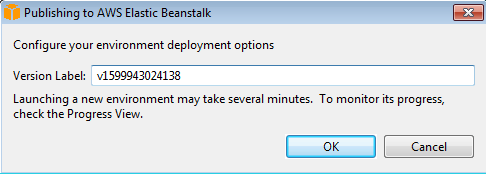 Publishing to AWS Elastic Beanstalk
Configure your environment deployment options
Version Label: v1599943024138
Launching a new environment may take several minutes. To monitor its progress,
check the Progress View.
OK Cancel